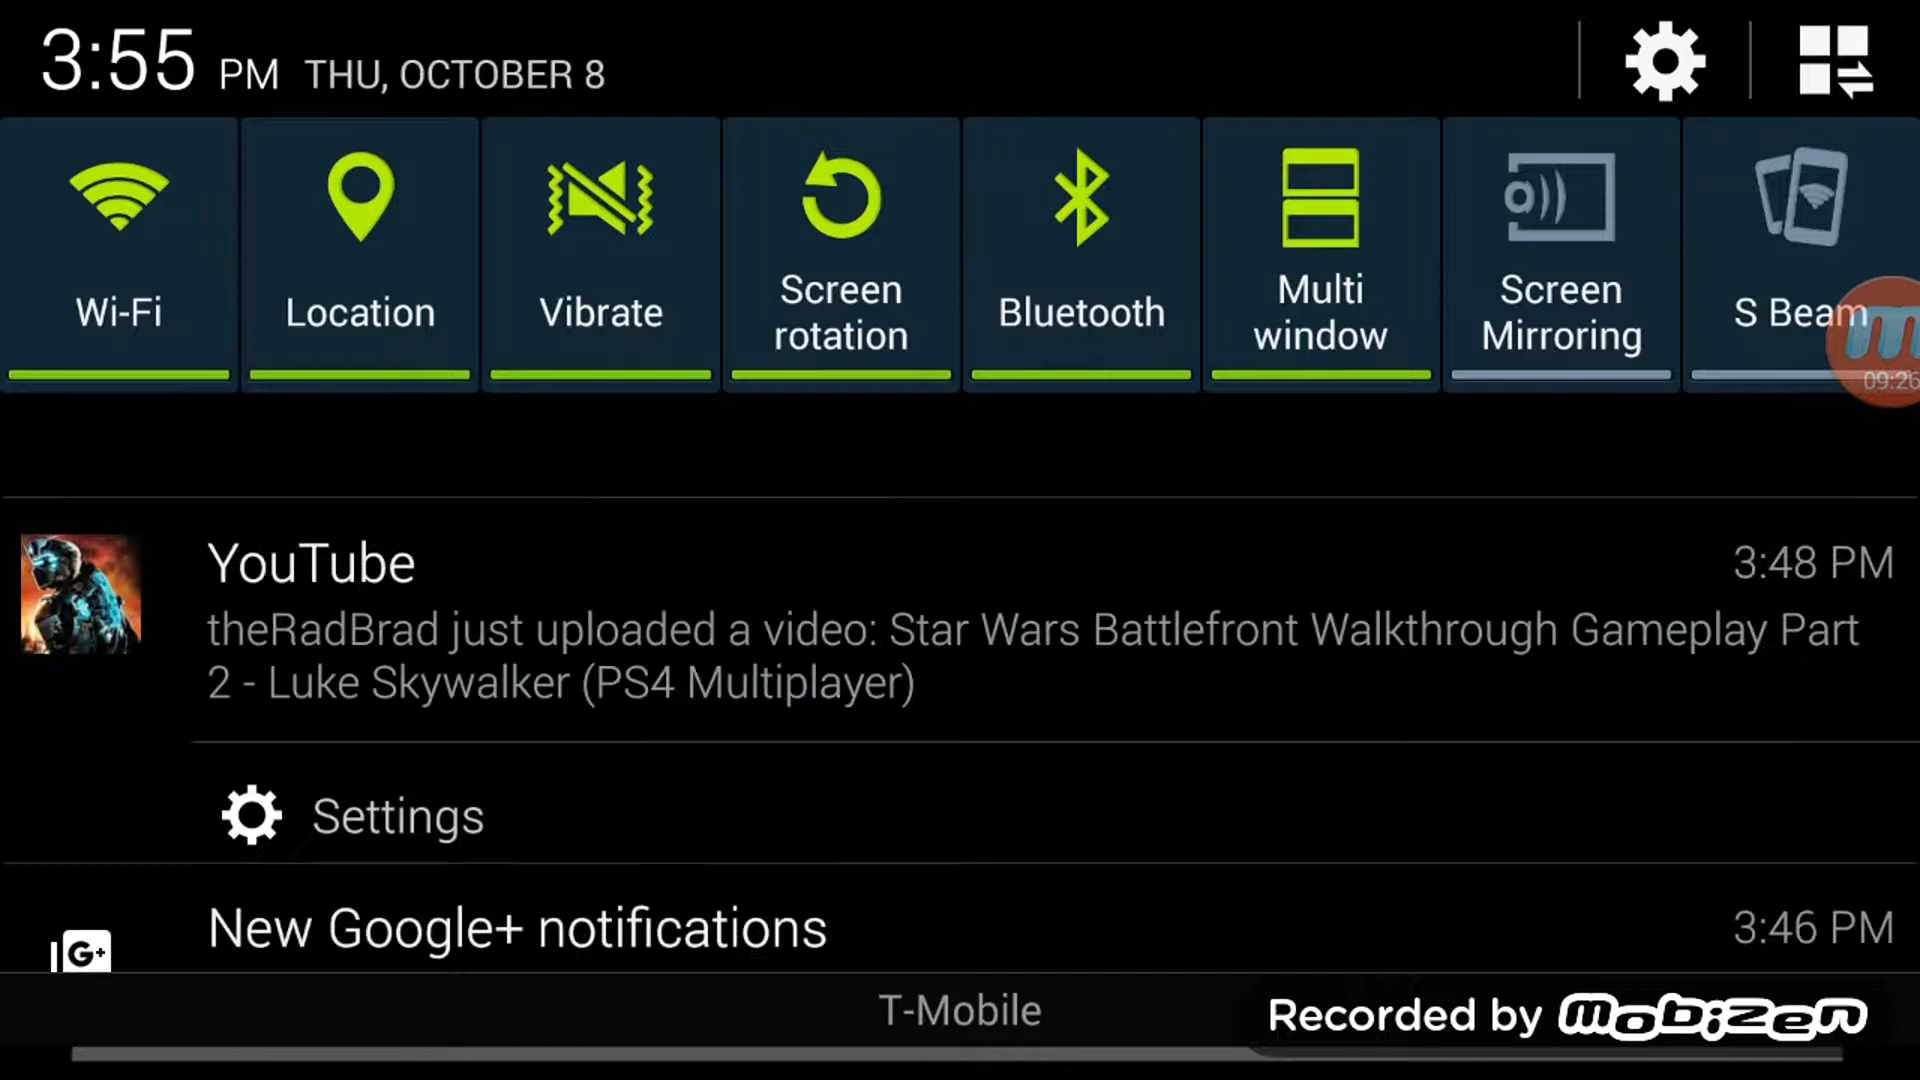 3:55 PM THU, OCTOBER 8
Wi-Fi
Location
Vibrate
Screen
rotation
Bluetooth
Multi
window
Screen
Mirroring
S Beam
09:26
YouTube 3:48 PM
theRadBrad just uploaded a video: Star Wars Battlefront Walkthrough Gameplay Part
2 - Luke Skywalker (PS4 Multiplayer)
Settings
G+
New Google+ notifications 3:46 PM
T-Mobile
Recorded by mobizen